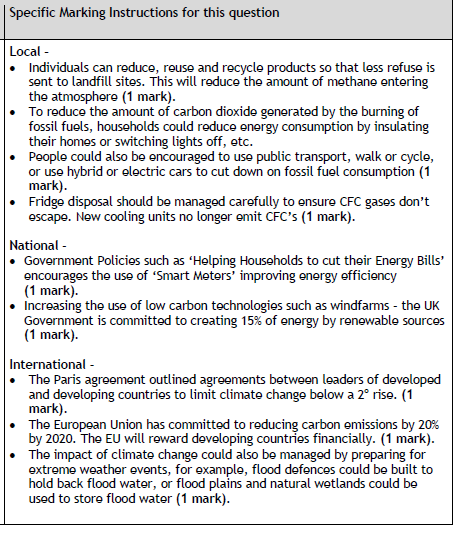 Specific Marking Instructions for this question
Local -
• Individuals can reduce, reuse and recycle products so that less refuse is
sent to landfill sites. This will reduce the amount of methane entering
the atmosphere (1 mark).
• To reduce the amount of carbon dioxide generated by the burning of
fossil fuels, households could reduce energy consumption by insulating
their homes or switching lights off, etc.
• People could also be encouraged to use public transport, walk or cycle,
or use hybrid or electric cars to cut down on fossil fuel consumption (1
mark).
• Fridge disposal should be managed carefully to ensure CFC gases don't
escape. New cooling units no longer emit CFC's (1 mark).
National -
• Government Policies such as 'Helping Households to cut their Energy Bills'
encourages the use of 'Smart Meters' improving energy efficiency
(1 mark).
• Increasing the use of low carbon technologies such as windfarms - the UK
Government is committed to creating 15% of energy by renewable sources
(1 mark).
International -
• The Paris agreement outlined agreements between leaders of developed
and developing countries to limit climate change below a 2° rise. (1
mark).
• The European Union has committed to reducing carbon emissions by 20%
by 2020. The EU will reward developing countries financially. (1 mark).
• The impact of climate change could also be managed by preparing for
extreme weather events, for example, flood defences could be built to
hold back flood water, or flood plains and natural wetlands could be
used to store flood water (1 mark).